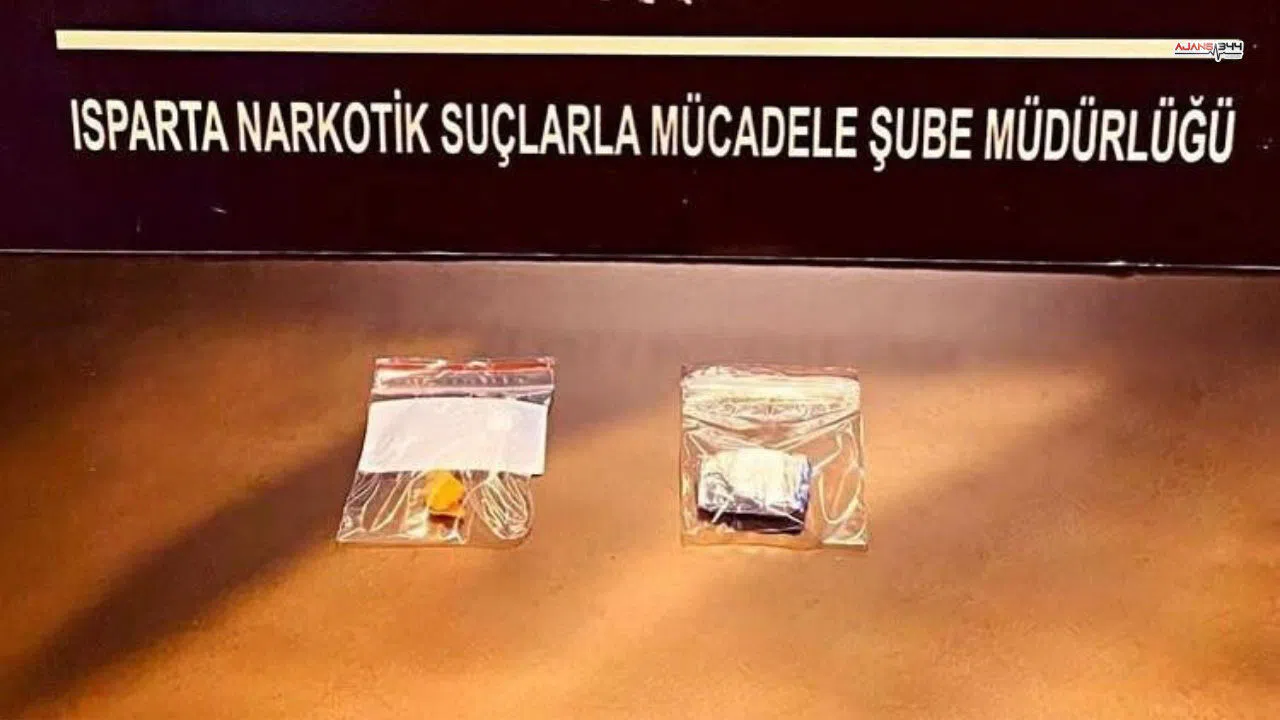 AJANS344
ISPARTA NARKOTİK SUÇLARLA MÜCADELE ŞUBE MÜDÜRLÜĞÜ